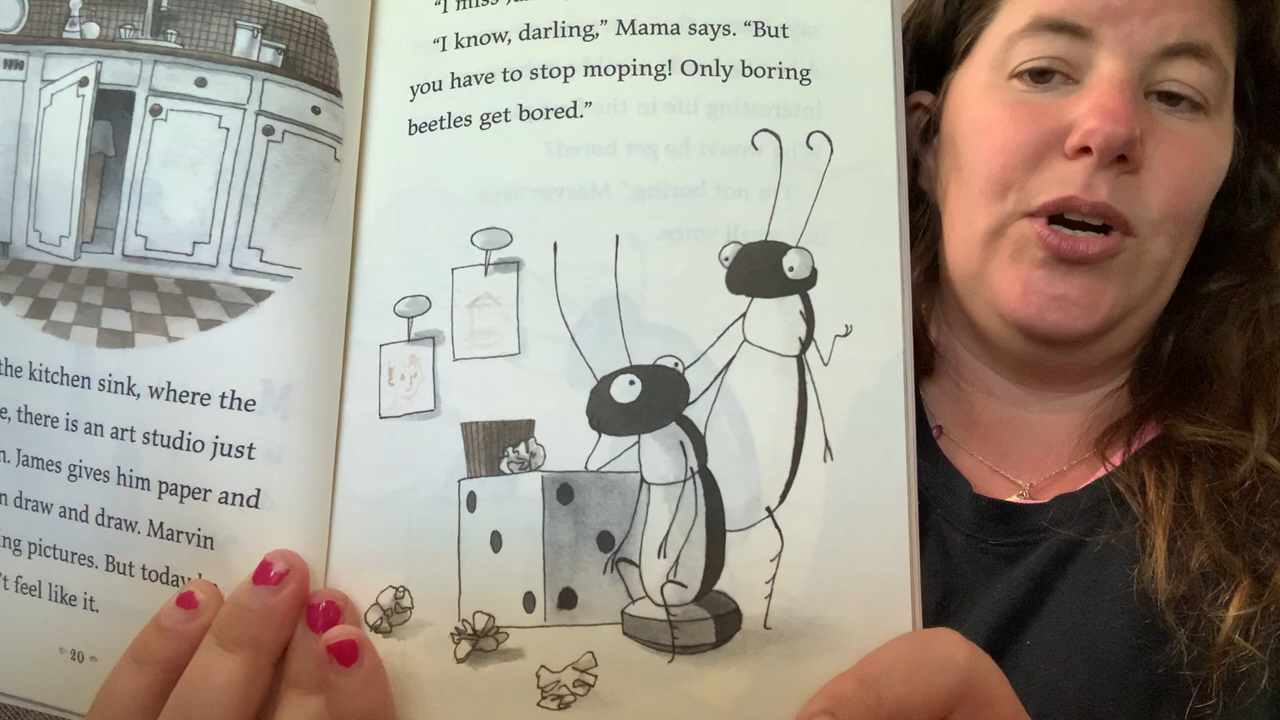 the kitchen sink, where the
there is an art studio just
James gives him paper and
draw and draw. Marvin
pictures. But today
feel like it.
20
"I miss
"I know, darling," Mama says. "But
you have to stop moping! Only boring
beetles get bored."